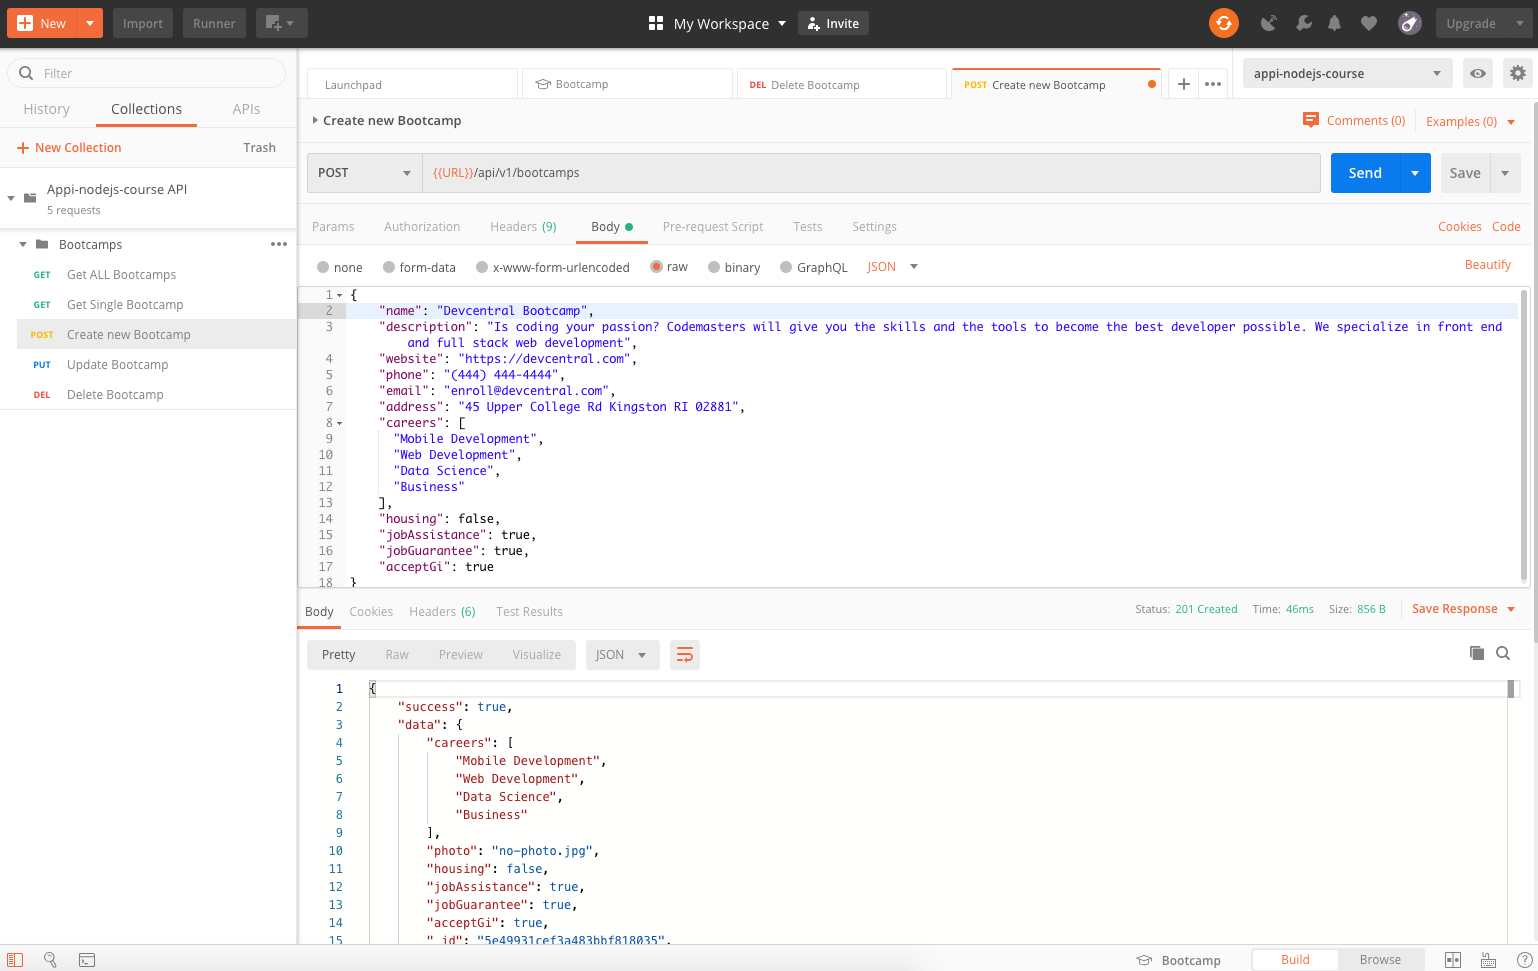 New
Import
Runner
My Workspace
Invite
Upgrade
Filter
History
Collections
APIs
New Collection
Trash
Appi-nodejs-course API
5 requests
Bootcamps
GET Get ALL Bootcamps
GET Get Single Bootcamp
POST Create new Bootcamp
PUT Update Bootcamp
DEL Delete Bootcamp
Launchpad
Bootcamp
DEL Delete Bootcamp
POST Create new Bootcamp
appi-nodejs-course
Create new Bootcamp
Comments (0)
Examples (0)
POST
{{URL}}/api/v1/bootcamps
Send
Save
Params
Authorization
Headers (9)
Body
Pre-request Script
Tests
Settings
Cookies
Code
none
form-data
x-www-form-urlencoded
raw
binary
GraphQL
JSON
Beautify
1 {
2 "name": "Devcentral Bootcamp",
3 "description": "Is coding your passion? Codemasters will give you the skills and the tools to become the best developer possible. We specialize in front end
and full stack web development",
4 "website": "https://devcentral.com",
5 "phone": "(444) 444-4444",
6 "email": "enroll@devcentral.com",
7 "address": "45 Upper College Rd Kingston RI 02881",
8 "careers": [
9 "Mobile Development",
10 "Web Development",
11 "Data Science",
12 "Business"
13 ],
14 "housing": false,
15 "jobAssistance": true,
16 "jobGuarantee": true,
17 "acceptGi": true
18 }
Body
Cookies
Headers (6)
Test Results
Status: 201 Created
Time: 46ms
Size: 856 B
Save Response
Pretty
Raw
Preview
Visualize
JSON
1 {
2 "success": true,
3 "data": {
4 "careers": [
5 "Mobile Development",
6 "Web Development",
7 "Data Science",
8 "Business"
9 ],
10 "photo": "no-photo.jpg",
11 "housing": false,
12 "jobAssistance": true,
13 "jobGuarantee": true,
14 "acceptGi": true,
15 "_id": "5e49931cef3a483bbf818035",
Bootcamp
Build
Browse